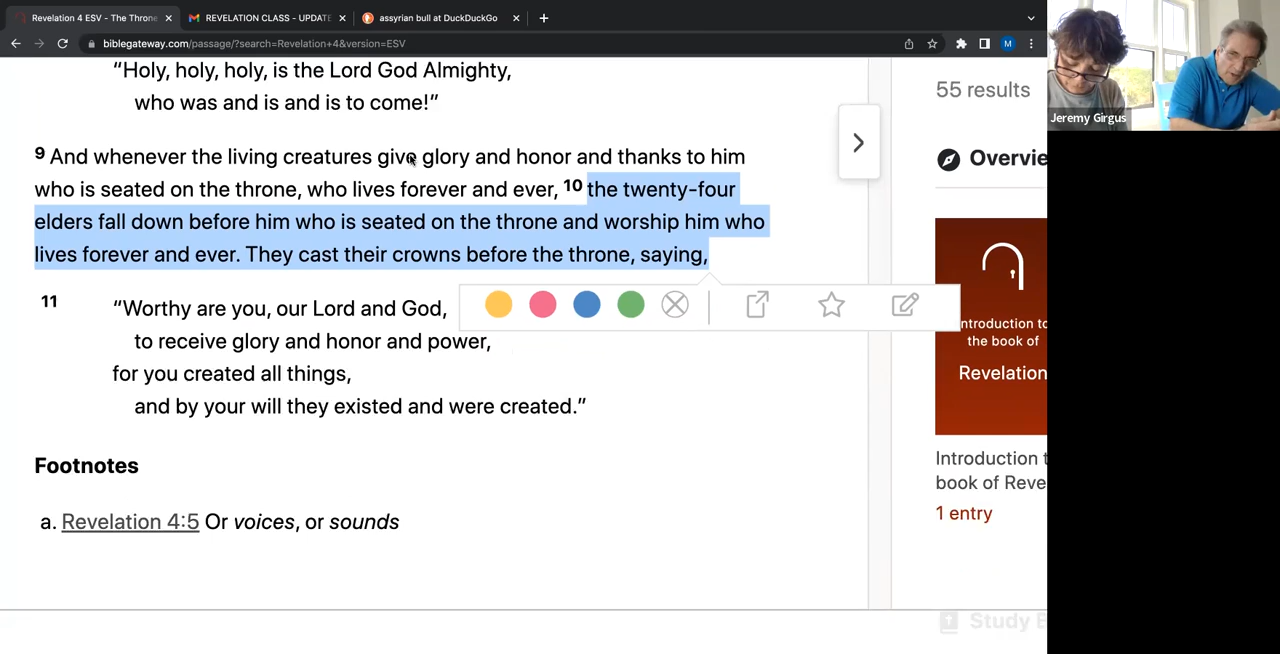 Revelation 4 ESV - The Throne
REVELATION CLASS - UPDATE
assyrian bull at DuckDuckGo
biblegateway.com/passage/?search=Revelation+4&version=ESV
M
“Holy, holy, holy, is the Lord God Almighty,
who was and is and is to come!”
9 And whenever the living creatures give glory and honor and thanks to him
who is seated on the throne, who lives forever and ever, 10 the twenty-four
elders fall down before him who is seated on the throne and worship him who
lives forever and ever. They cast their crowns before the throne, saying,
11
“Worthy are you, our Lord and God,
to receive glory and honor and power,
for you created all things,
and by your will they existed and were created.”
Footnotes
a. Revelation 4:5 Or voices, or sounds
55 results
Overvie
ntroduction to
the book of
Revelation
Introduction t
book of Reve
1 entry
Study B
Jeremy Girgus